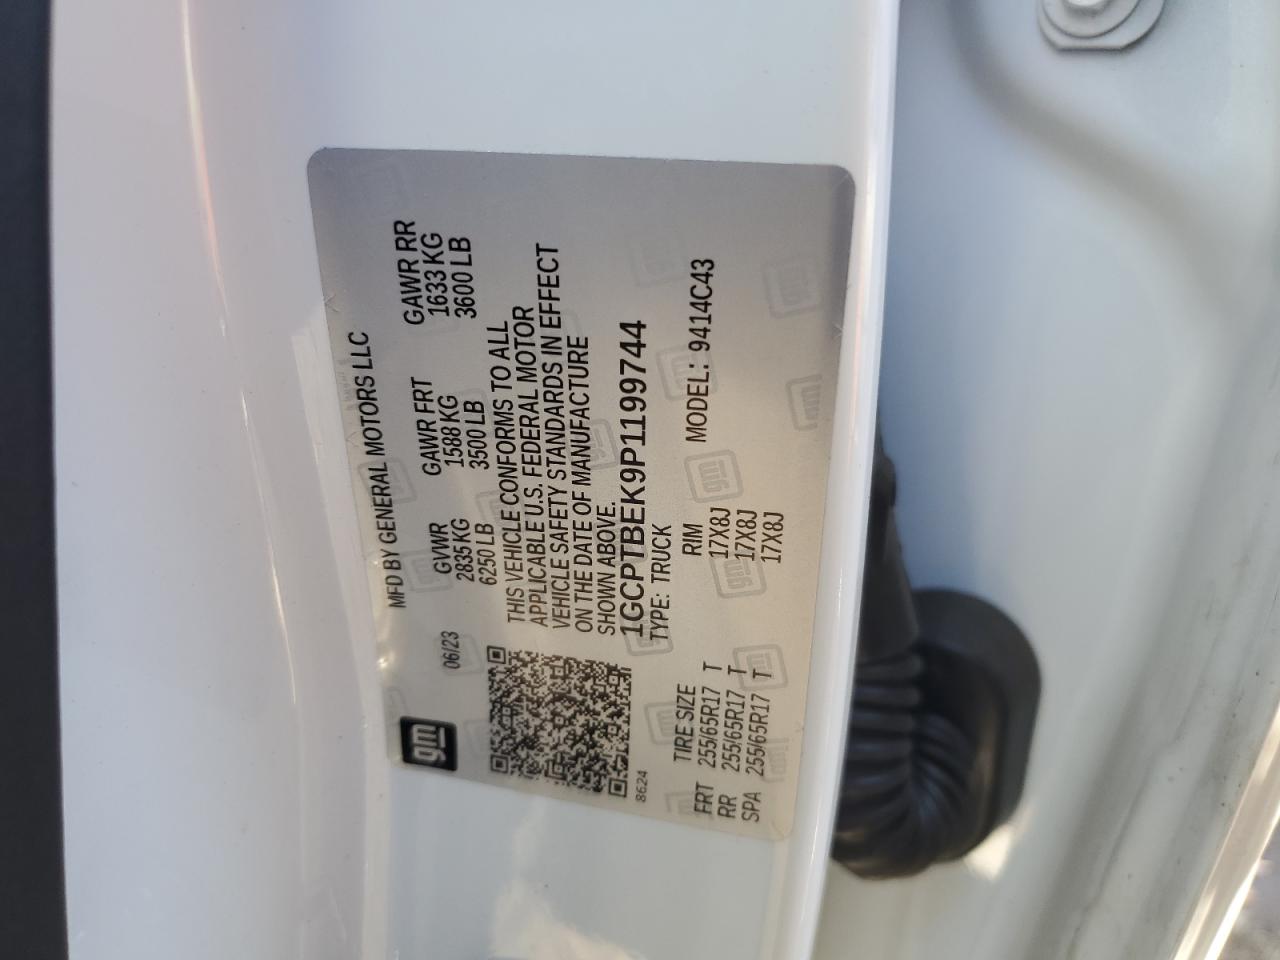 gm
06/23
MFD BY GENERAL MOTORS LLC
GVWR GAWR FRT GAWR RR
2835 KG 1588 KG 1633 KG
6250 LB 3500 LB 3600 LB
THIS VEHICLE CONFORMS TO ALL
APPLICABLE U.S. FEDERAL MOTOR
VEHICLE SAFETY STANDARDS IN EFFECT
ON THE DATE OF MANUFACTURE
SHOWN ABOVE.
1GCPTBEK9P1199744
8624
TYPE: TRUCK
MODEL: 9414C43
TIRE SIZE RIM
FRT 255/65R17 T 17X8J
RR 255/65R17 T 17X8J
SPA 255/65R17 T 17X8J